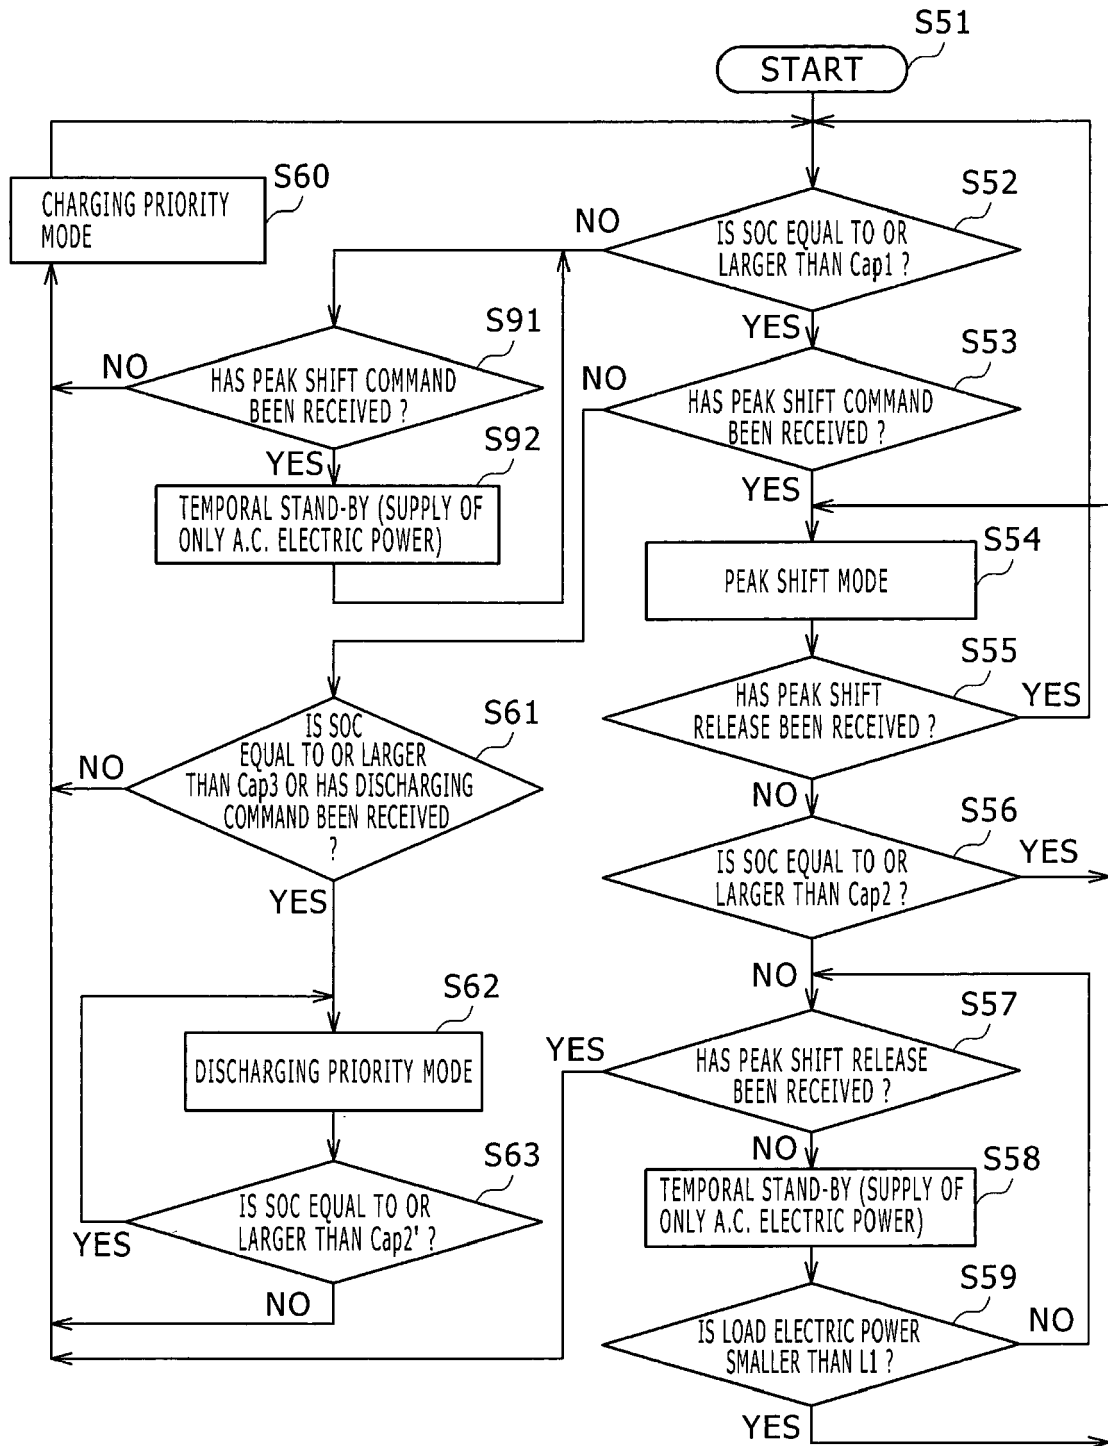 S51
START
S60
CHARGING PRIORITY
MODE
S52
NO
IS SOC EQUAL TO OR
LARGER THAN Cap1 ?
YES
S91
NO
HAS PEAK SHIFT COMMAND
BEEN RECEIVED ?
YES
S53
NO
HAS PEAK SHIFT COMMAND
BEEN RECEIVED ?
YES
S92
TEMPORAL STAND-BY (SUPPLY OF
ONLY A.C. ELECTRIC POWER)
S54
PEAK SHIFT MODE
S55
HAS PEAK SHIFT
RELEASE BEEN RECEIVED ?
YES
NO
S61
IS SOC
EQUAL TO OR LARGER
THAN Cap3 OR HAS DISCHARGING
COMMAND BEEN RECEIVED
?
NO
YES
S56
IS SOC EQUAL TO OR
LARGER THAN Cap2 ?
YES
NO
S62
DISCHARGING PRIORITY MODE
S57
YES
HAS PEAK SHIFT RELEASE
BEEN RECEIVED ?
NO
S63
IS SOC EQUAL TO OR
LARGER THAN Cap2' ?
YES
NO
S58
TEMPORAL STAND-BY (SUPPLY OF
ONLY A.C. ELECTRIC POWER)
S59
IS LOAD ELECTRIC POWER
SMALLER THAN L1 ?
NO
YES